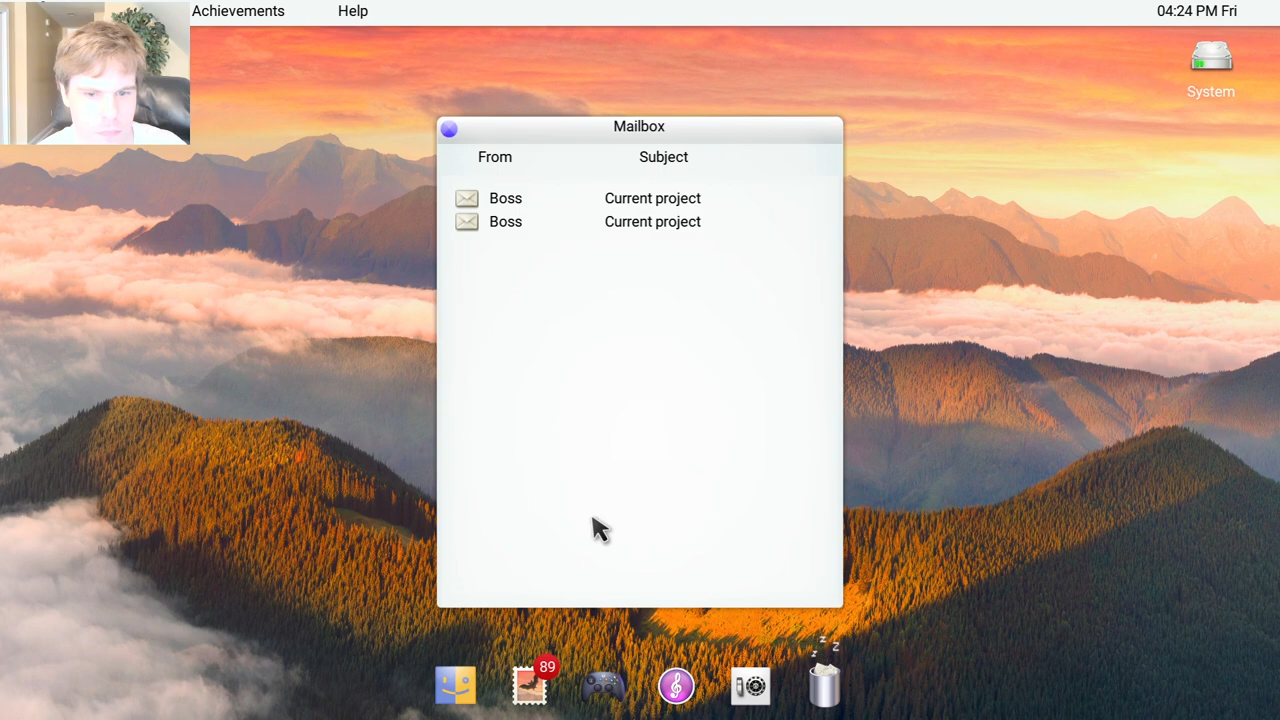 Achievements Help 04:24 PM Fri
System
Mailbox
From Subject
Boss Current project
Boss Current project
z z z
89